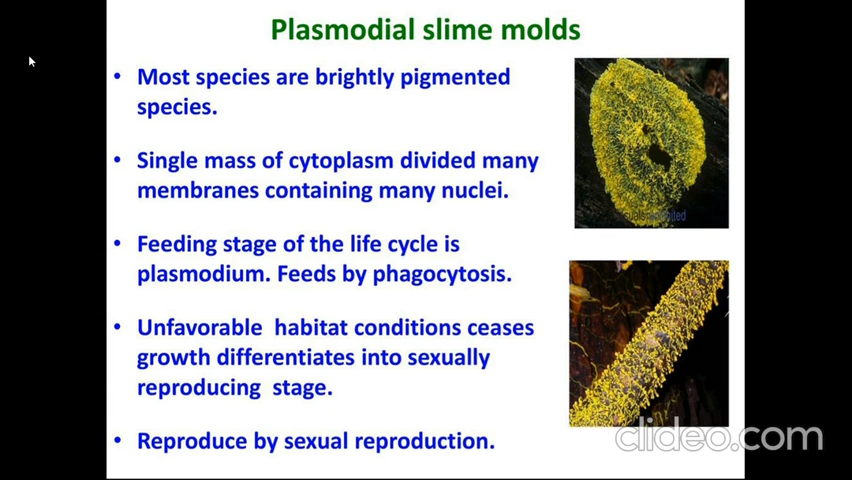 Plasmodial slime molds
• Most species are brightly pigmented
species.
• Single mass of cytoplasm divided many
membranes containing many nuclei.
• Feeding stage of the life cycle is
plasmodium. Feeds by phagocytosis.
• Unfavorable habitat conditions ceases
growth differentiates into sexually
reproducing stage.
• Reproduce by sexual reproduction.
clideo.com